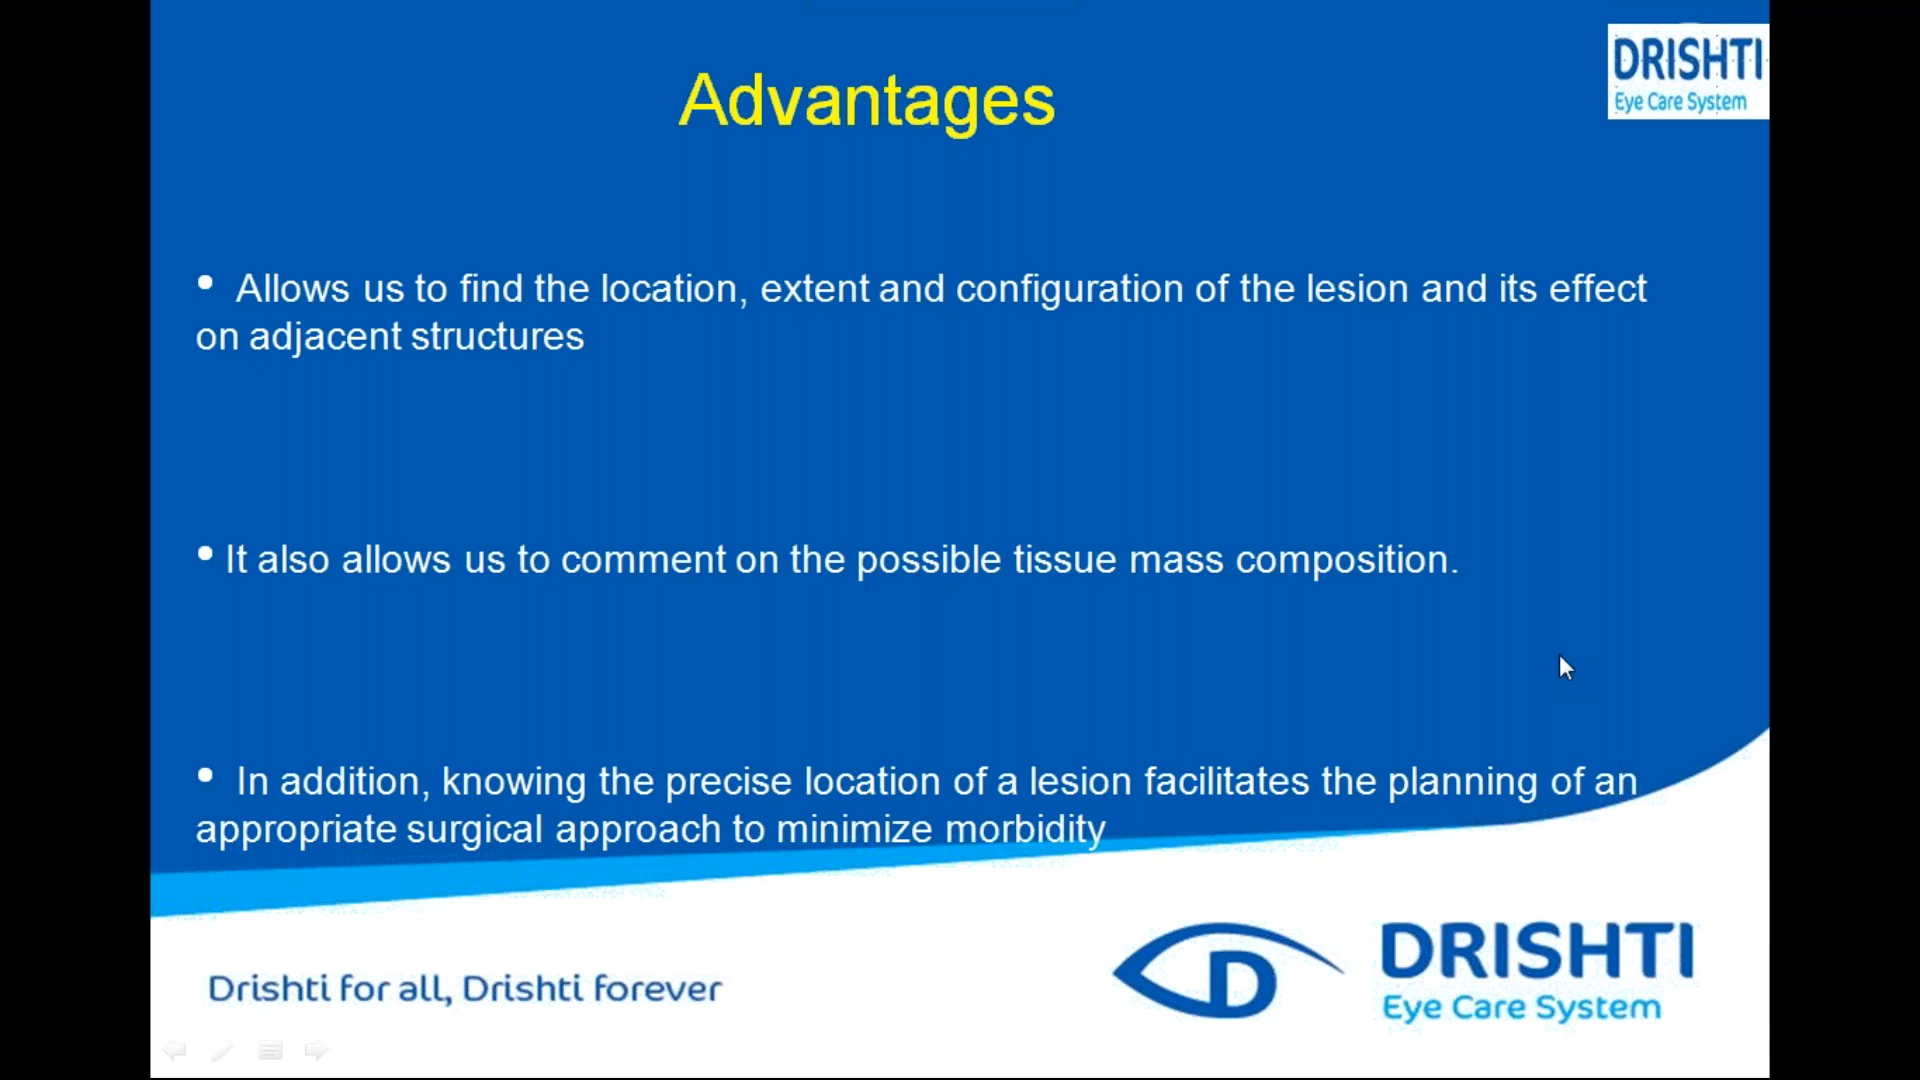 DRISHTI
Eye Care System
Advantages
• Allows us to find the location, extent and configuration of the lesion and its effect
on adjacent structures
• It also allows us to comment on the possible tissue mass composition.
• In addition, knowing the precise location of a lesion facilitates the planning of an
appropriate surgical approach to minimize morbidity
Drishti for all, Drishti forever
D
DRISHTI
Eye Care System